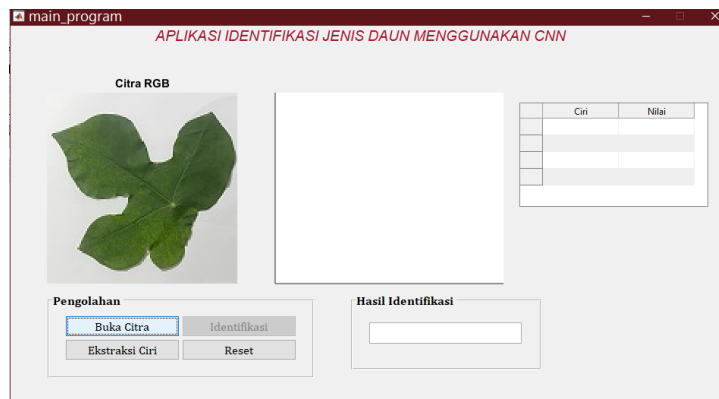 main_program
APLIKASI IDENTIFIKASI JENIS DAUN MENGGUNAKAN CNN
Citra RGB
Ciri Nilai
Pengolahan
Buka Citra Identifikasi
Ekstraksi Ciri Reset
Hasil Identifikasi